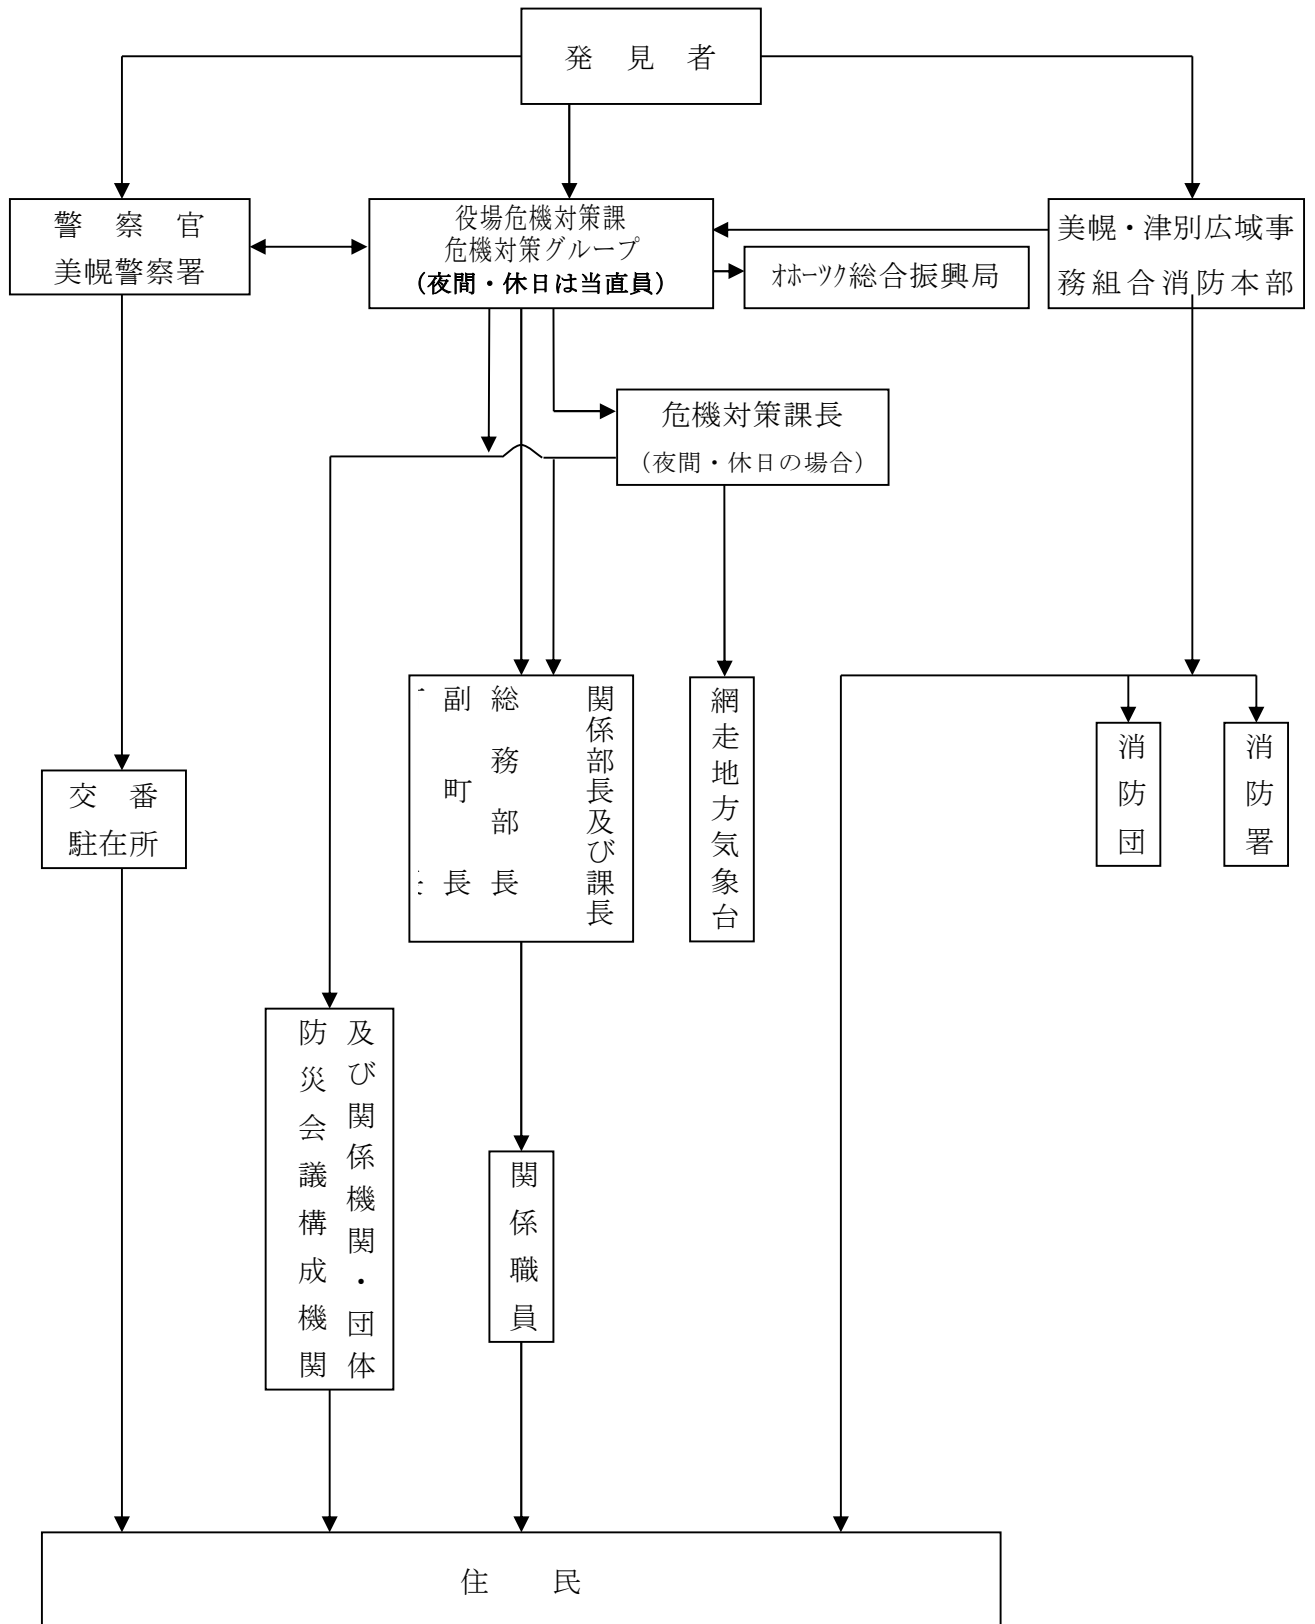 発見者
警察官
美幌警察署
役場危機対策課
危機対策グループ
（夜間・休日は当直員）
美幌・津別広域事
務組合消防本部
ｵﾎｰﾂｸ総合振興局
危機対策課長
（夜間・休日の場合）
関係部長及び課長
総務部長
副町長
網走地方気象台
消防団
消防署
交番
駐在所
及び関係機関・団体
防災会議構成機関
関係職員
住民